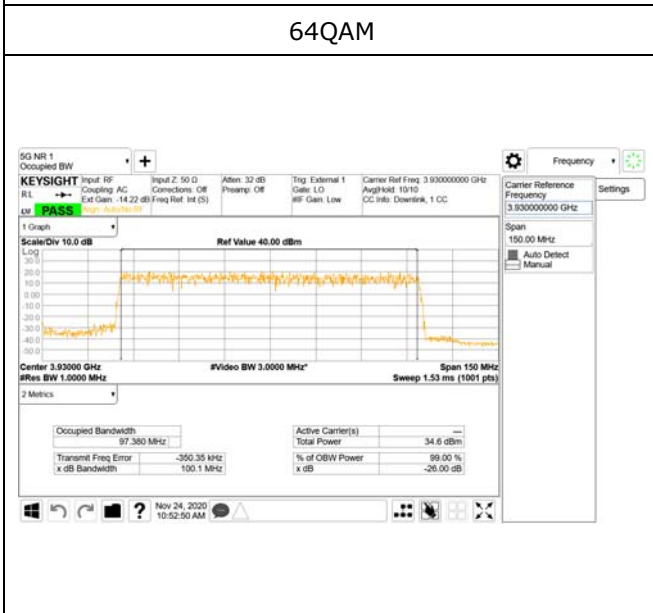 64QAM
5G NR 1
Occupied BW
Frequency
KEYSIGHT Input: RF Input Z: 50 Ω Atten: 32 dB Trig: External 1 Carrier Ref Freq: 3.930000000 GHz
RL Coupling: AC Corrections: Off Preamp: Off Gate: LO Avg|Hold: 10/10
Ext Gain: -14.22 dB Freq Ref: Int (S) #IF Gain: Low CC Info: Downlink, 1 CC
PASS Align: Auto/No RF
Carrier Reference Frequency
3.930000000 GHz
Settings
Span
150.00 MHz
Auto Detect
Manual
1 Graph
Scale/Div 10.0 dB Ref Value 40.00 dBm
Log
30.0
20.0
10.0
0.00
-10.0
-20.0
-30.0
-40.0
-50.0
Center 3.93000 GHz #Video BW 3.0000 MHz* Span 150 MHz
#Res BW 1.0000 MHz Sweep 1.53 ms (1001 pts)
2 Metrics
Occupied Bandwidth
97.380 MHz
Active Carrier(s) ---
Total Power 34.6 dBm
Transmit Freq Error -350.35 kHz
% of OBW Power 99.00 %
x dB Bandwidth 100.1 MHz
x dB -26.00 dB
Nov 24, 2020
10:52:50 AM